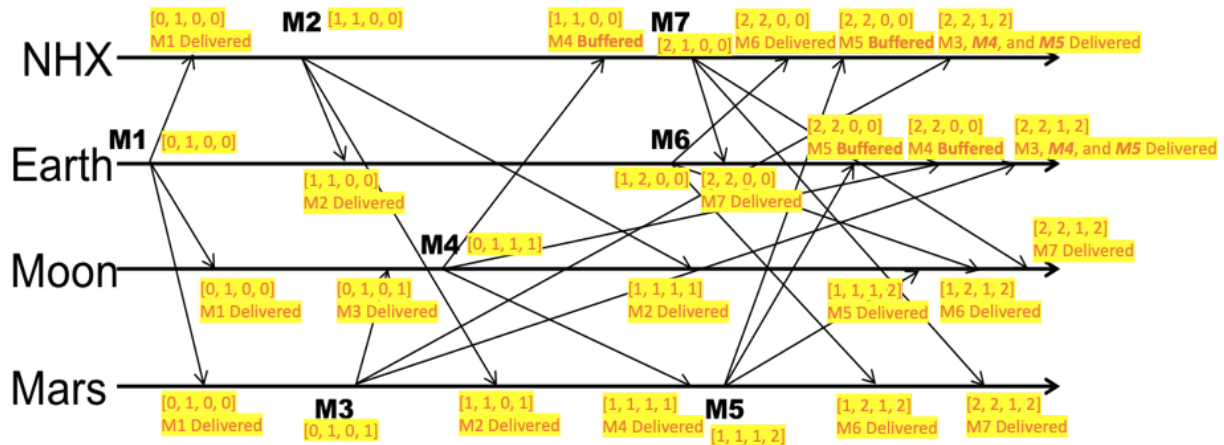 [0, 1, 0, 0]
M1 Delivered
M2 [1, 1, 0, 0]
[1, 1, 0, 0]
M4 Buffered
M7
[2, 1, 0, 0]
[2, 2, 0, 0]
M6 Delivered
[2, 2, 0, 0]
M5 Buffered
[2, 2, 1, 2]
M3, M4, and M5 Delivered
NHX
M1 [0, 1, 0, 0]
M6
[2, 2, 0, 0]
M5 Buffered
[2, 2, 0, 0]
M4 Buffered
[2, 2, 1, 2]
M3, M4, and M5 Delivered
Earth
[1, 1, 0, 0]
M2 Delivered
[1, 2, 0, 0]
[2, 2, 0, 0]
M7 Delivered
M4 [0, 1, 1, 1]
[2, 2, 1, 2]
M7 Delivered
Moon
[0, 1, 0, 0]
M1 Delivered
[0, 1, 0, 1]
M3 Delivered
[1, 1, 1, 1]
M2 Delivered
[1, 1, 1, 2]
M5 Delivered
[1, 2, 1, 2]
M6 Delivered
Mars
[0, 1, 0, 0]
M1 Delivered
M3
[0, 1, 0, 1]
[1, 1, 0, 1]
M2 Delivered
[1, 1, 1, 1]
M4 Delivered
M5
[1, 1, 1, 2]
[1, 2, 1, 2]
M6 Delivered
[2, 2, 1, 2]
M7 Delivered